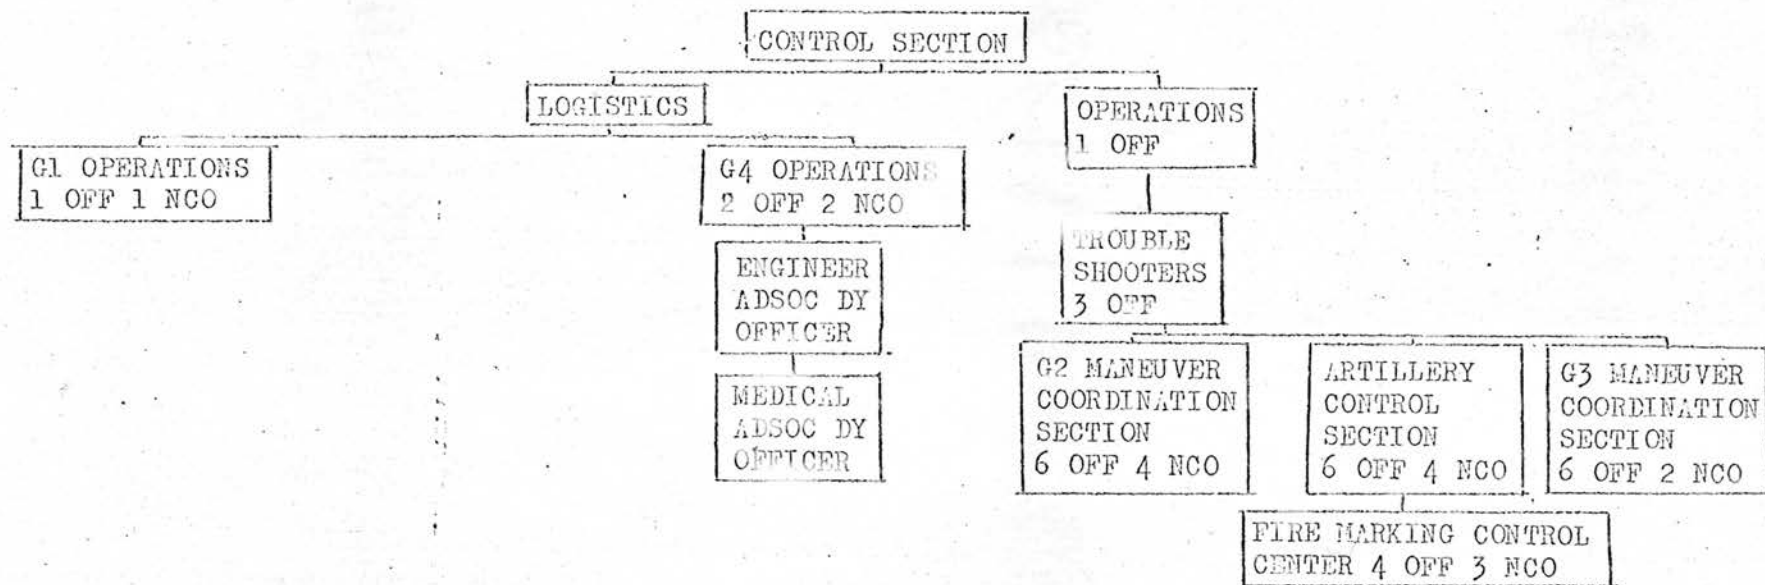 CONTROL SECTION
LOGISTICS
G1 OPERATIONS
1 OFF 1 NCO
G4 OPERATIONS
2 OFF 2 NCO
ENGINEER
ADSOC DY
OFFICER
MEDICAL
ADSOC DY
OFFICER
OPERATIONS
1 OFF
TROUBLE
SHOOTERS
3 OFF
G2 MANEUVER
COORDINATION
SECTION
6 OFF 4 NCO
ARTILLERY
CONTROL
SECTION
6 OFF 4 NCO
G3 MANEUVER
COORDINATION
SECTION
6 OFF 2 NCO
FIRE MARKING CONTROL
CENTER 4 OFF 3 NCO